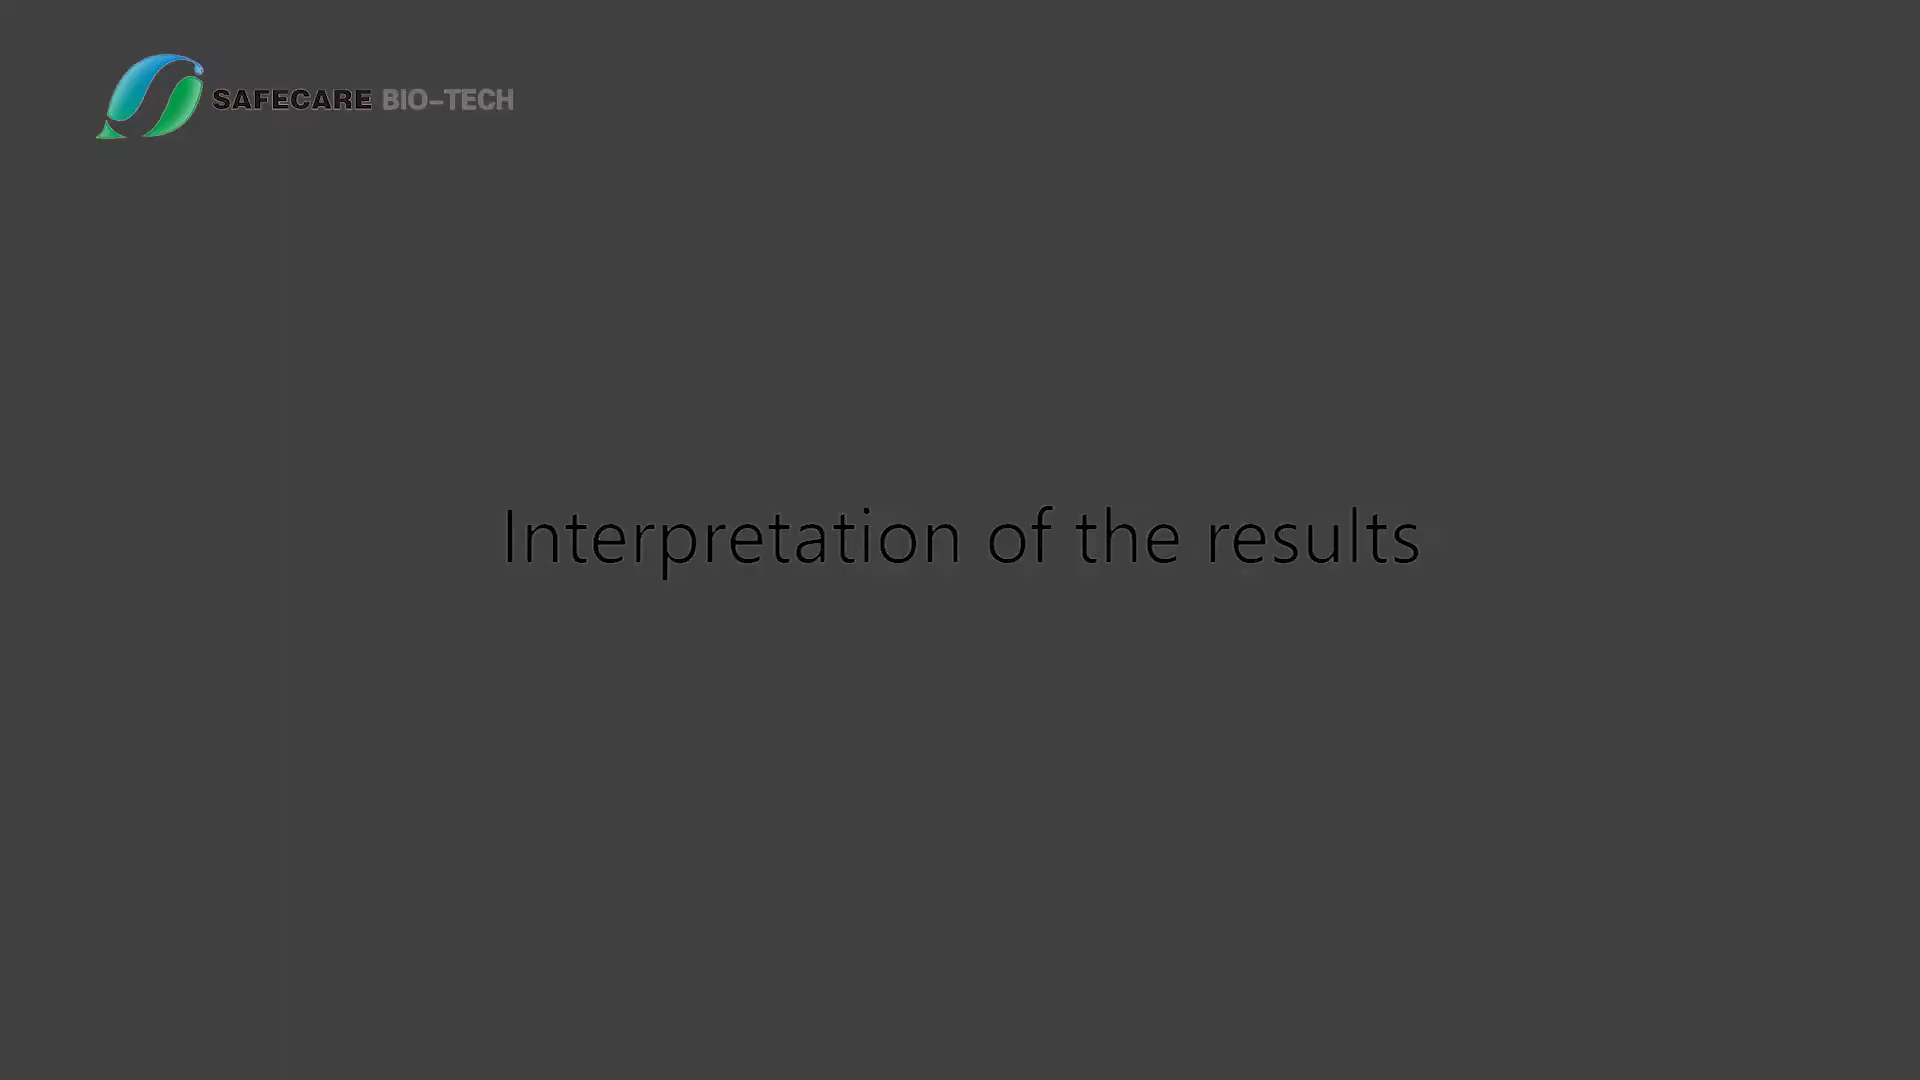 SAFECARE BIO-TECH
Interpretation of the results